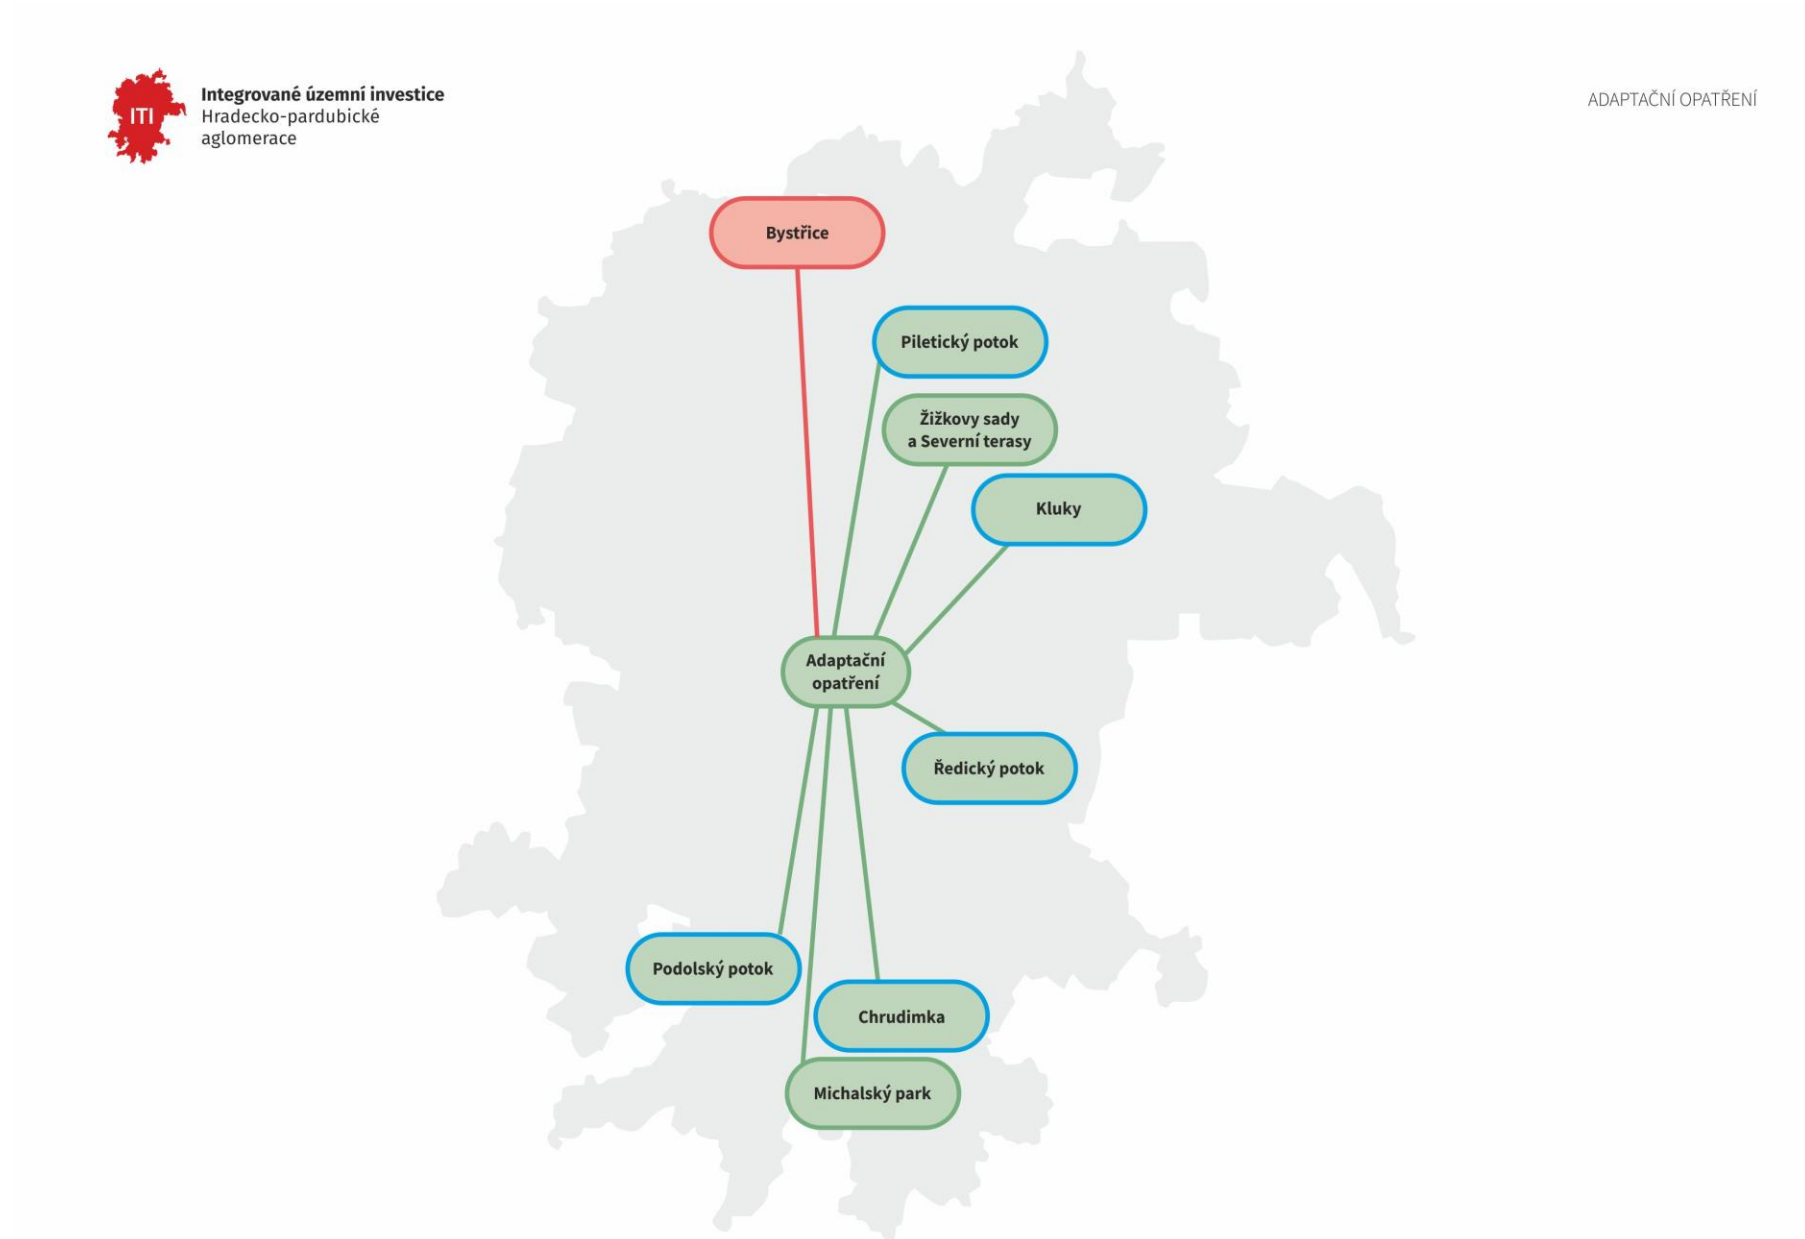 ITI
Integrované územní investice
Hradecko-pardubické
aglomerace
ADAPTAČNÍ OPATŘENÍ
Bystřice
Piletický potok
Žižkovy sady
a Severní terasy
Kluky
Adaptační
opatření
Ředický potok
Podolský potok
Chrudimka
Michalský park